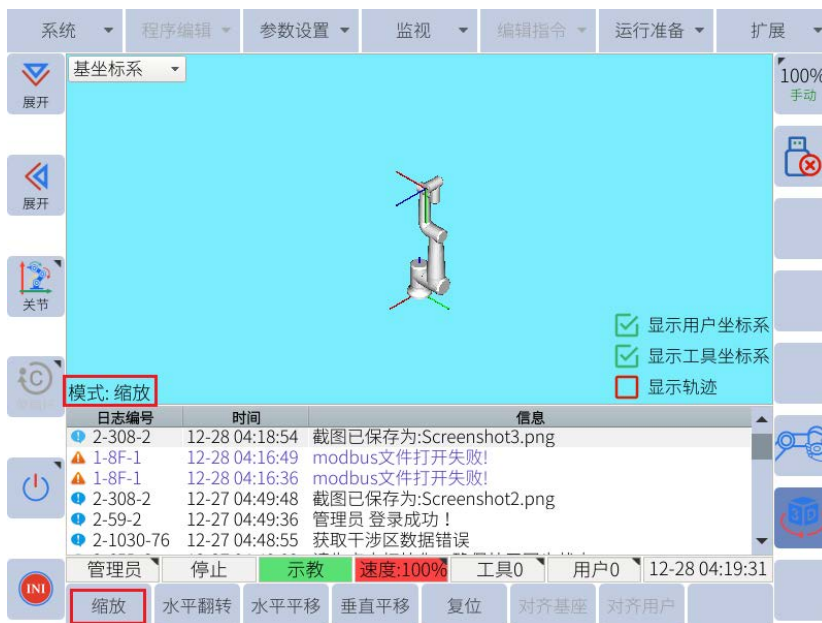 系统 程序编辑 参数设置 监视 编辑指令 运行准备 扩展
基坐标系
100%
手动
展开
展开
关节
显示用户坐标系
显示工具坐标系
显示轨迹
模式: 缩放
日志编号 时间 信息
2-308-2 12-28 04:18:54 截图已保存为:Screenshot3.png
1-8F-1 12-28 04:16:49 modbus文件打开失败!
1-8F-1 12-28 04:16:36 modbus文件打开失败!
2-308-2 12-27 04:49:48 截图已保存为:Screenshot2.png
2-59-2 12-27 04:49:36 管理员 登录成功！
2-1030-76 12-27 04:48:55 获取干涉区数据错误
3D
INI
管理员 停止 示教 速度:100% 工具0 用户0 12-28 04:19:31
缩放 水平翻转 水平平移 垂直平移 复位 对齐基座 对齐用户